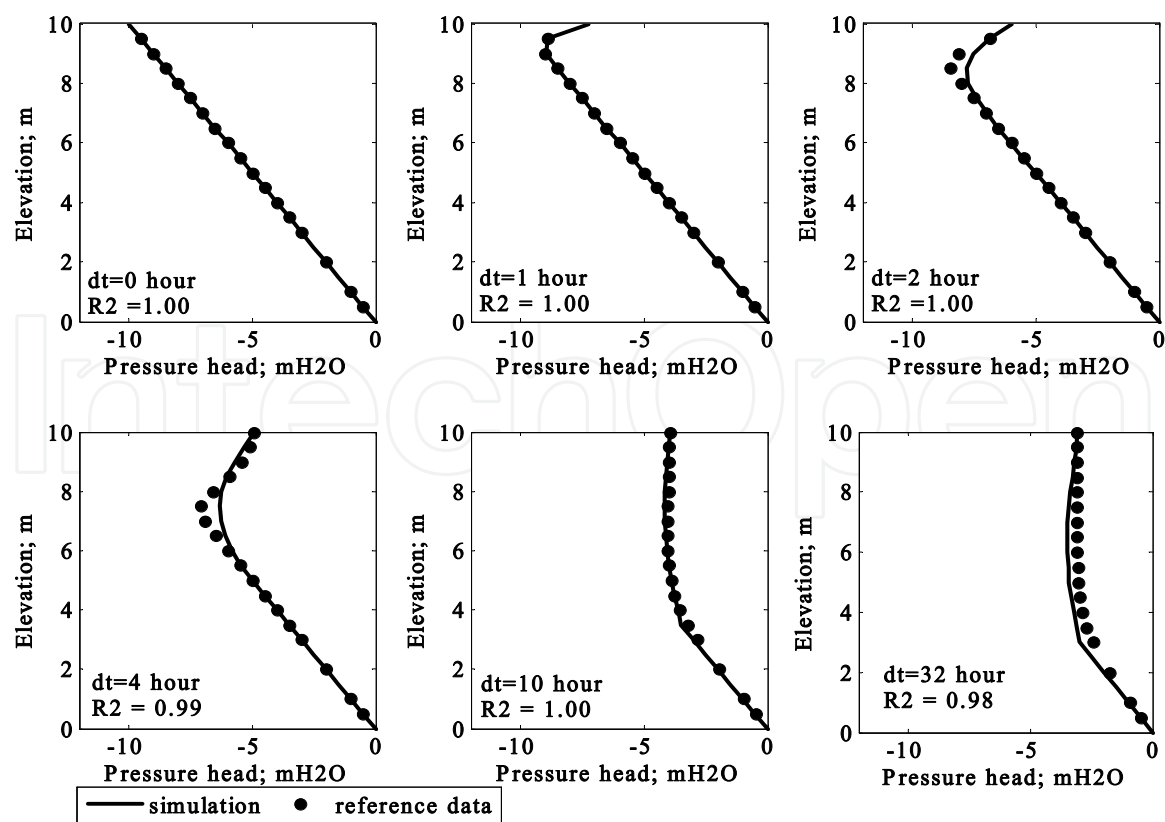 10
8
6
4
2
0
Elevation; m
dt=0 hour
R2 =1.00
-10
-5
0
Pressure head; mH2O
10
8
6
4
2
0
Elevation; m
dt=1 hour
R2 = 1.00
-10
-5
0
Pressure head; mH2O
10
8
6
4
2
0
Elevation; m
dt=2 hour
R2 = 1.00
-10
-5
0
Pressure head; mH2O
IntechOpen
10
8
6
4
2
0
Elevation; m
dt=4 hour
R2 = 0.99
-10
-5
0
Pressure head; mH2O
10
8
6
4
2
0
Elevation; m
dt=10 hour
R2 = 1.00
-10
-5
0
Pressure head; mH2O
10
8
6
4
2
0
Elevation; m
dt=32 hour
R2 = 0.98
-10
-5
0
Pressure head; mH2O
simulation
reference data